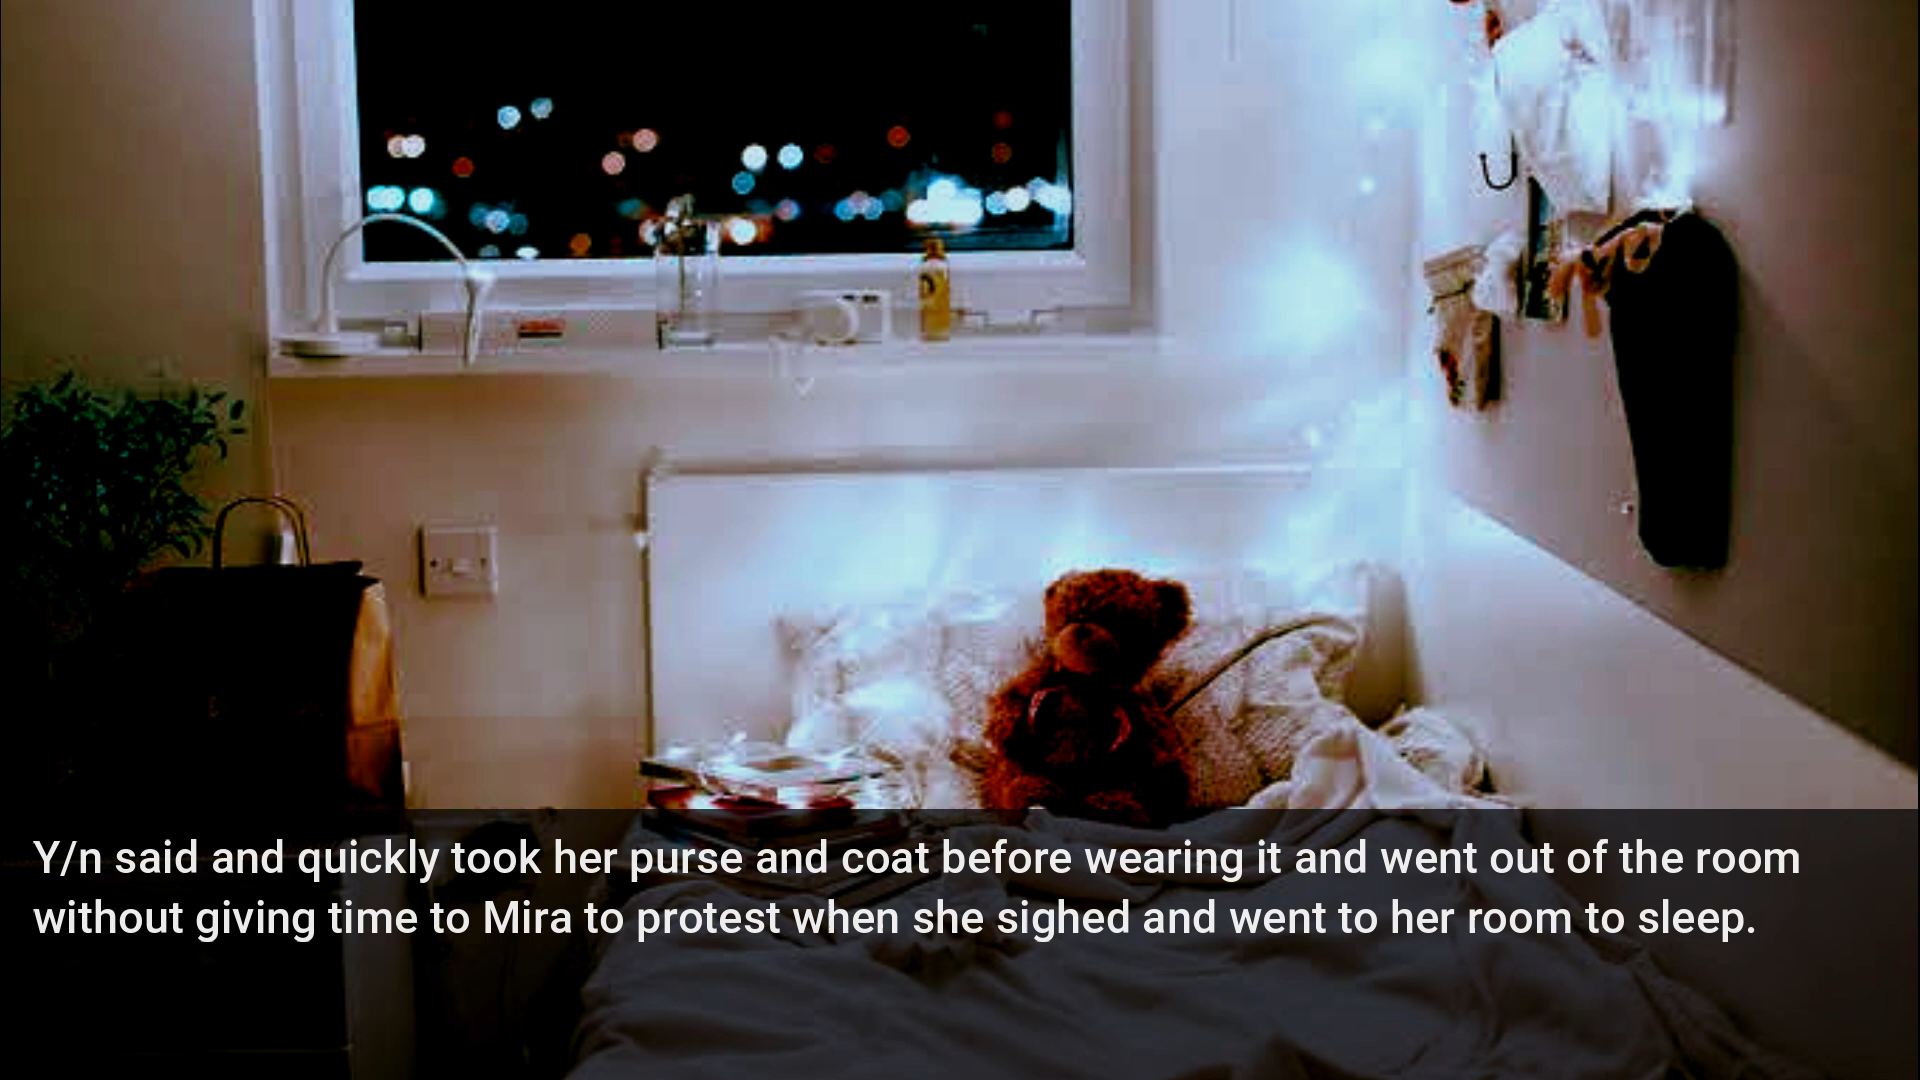 Y/n said and quickly took her purse and coat before wearing it and went out of the room
without giving time to Mira to protest when she sighed and went to her room to sleep.